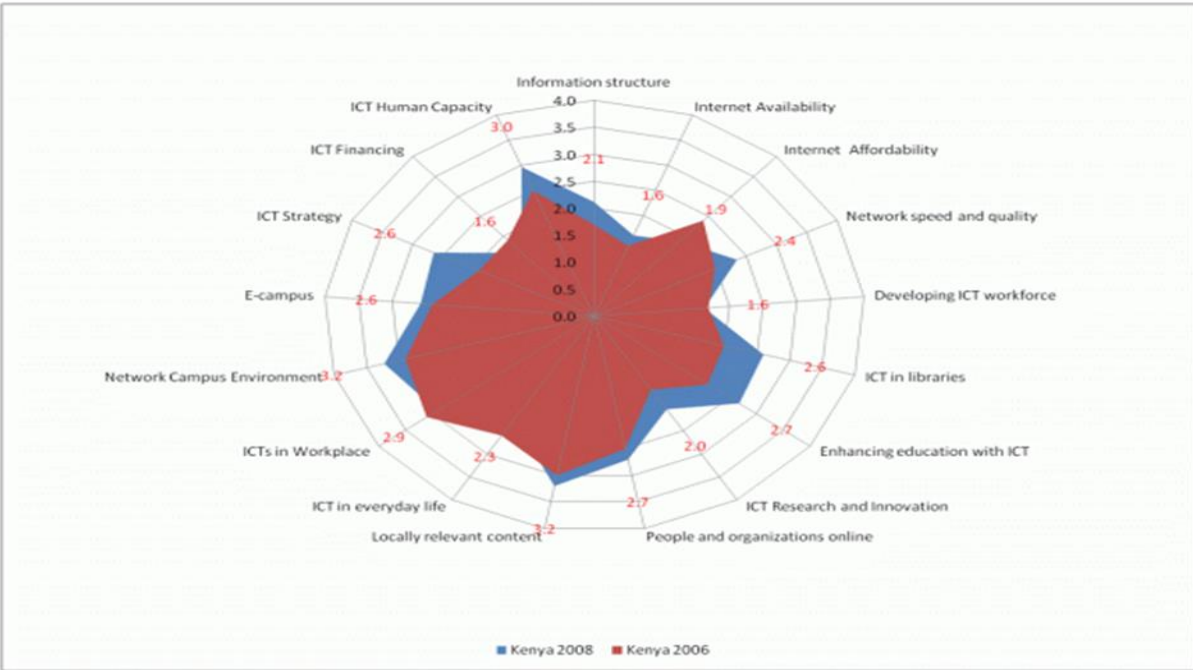 Information structure
ICT Human Capacity
4.0
Internet Availability
3.0
3.5
ICT Financing
3.0
2.1
Internet  Affordability
2.5
1.6
ICT Strategy
2.6
1.6
2.0
1.9
Network speed and quality
1.5
2.4
1.0
E-campus
2.6
0.5
1.6
Developing ICT workforce
0.0
Network Campus Environment
3.2
2.6
ICT in libraries
2.9
2.7
ICTs in Workplace
2.3
2.0
Enhancing education with ICT
ICT in everyday life
2.7
ICT Research and Innovation
3.2
Locally relevant content
People and organizations online
Kenya 2008
Kenya 2006